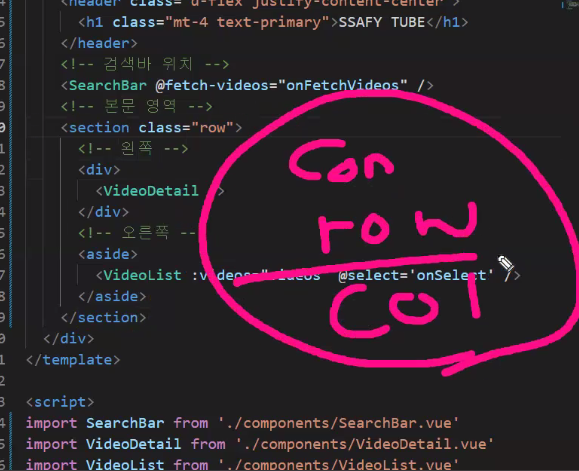 <header class="d-flex justify-content-center">
<h1 class="mt-4 text-primary">SSAFY TUBE</h1>
</header>
<!-- 검색바 위치 -->
<SearchBar @fetch-videos="onFetchVideos" />
<!-- 본문 영역 -->
<section class="row">
<!-- 왼쪽 -->
<div>
<VideoDetail
</div>
<!-- 오른쪽 --
<aside>
<VideoList :videos="videos" @select='onSelect' />
</aside>
</section>
</div>
</template>
<script>
import SearchBar from './components/SearchBar.vue'
import VideoDetail from './components/VideoDetail.vue'
import VideoList from './components/VideoList.vue'
con
row
col